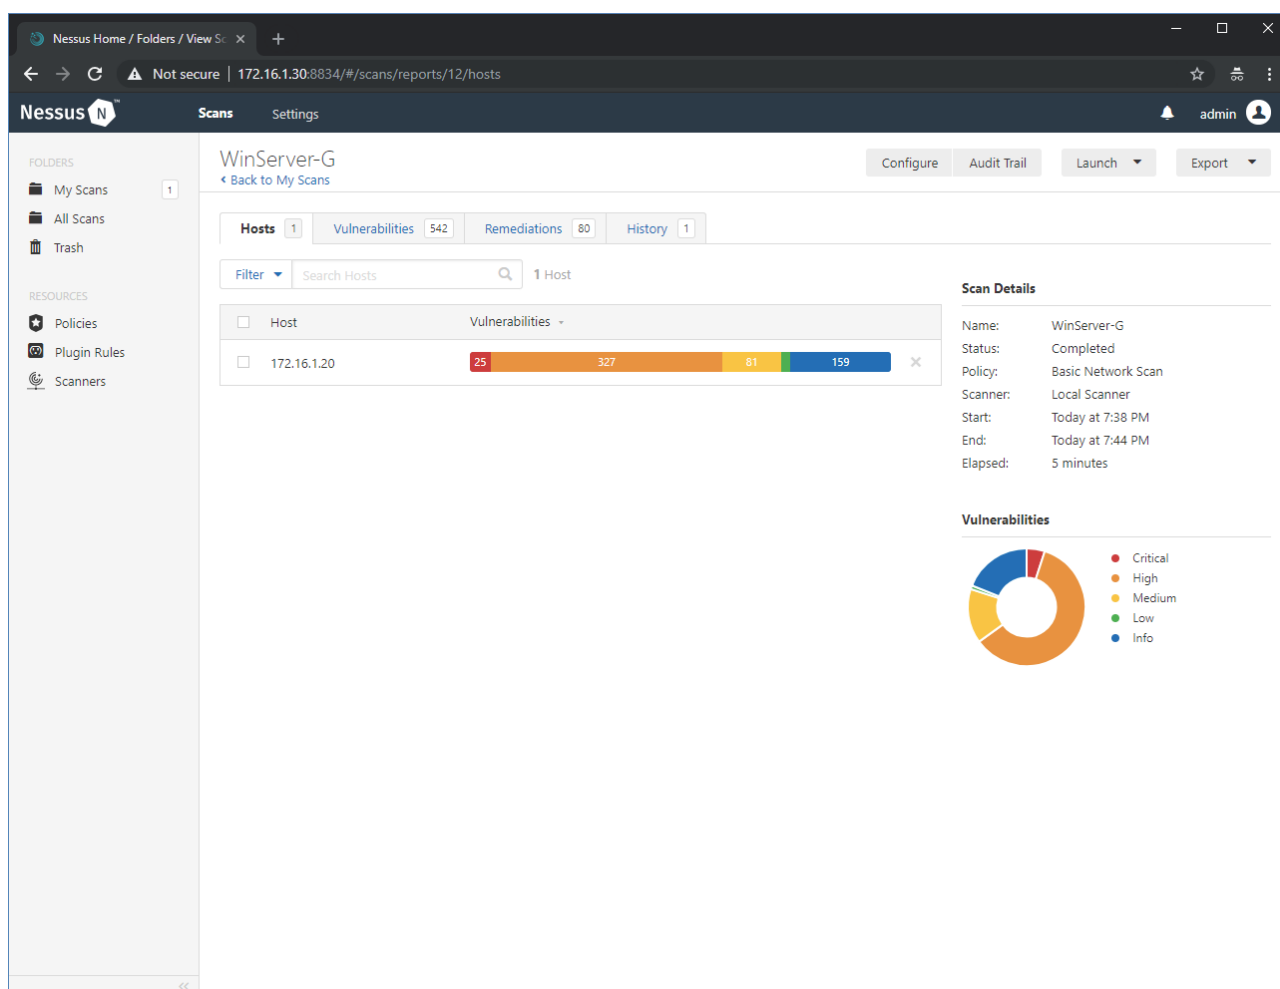 Nessus Home / Folders / View Sc
Not secure | 172.16.1.30:8834/#/scans/reports/12/hosts
Nessus N ™ Scans Settings admin
FOLDERS
My Scans 1
All Scans
Trash
RESOURCES
Policies
Plugin Rules
Scanners
WinServer-G
Back to My Scans
Configure Audit Trail Launch Export
Hosts 1 Vulnerabilities 542 Remediations 80 History 1
Filter Search Hosts 1 Host
Host Vulnerabilities
172.16.1.20 25 327 81 159
Scan Details
Name: WinServer-G
Status: Completed
Policy: Basic Network Scan
Scanner: Local Scanner
Start: Today at 7:38 PM
End: Today at 7:44 PM
Elapsed: 5 minutes
Vulnerabilities
Critical
High
Medium
Low
Info